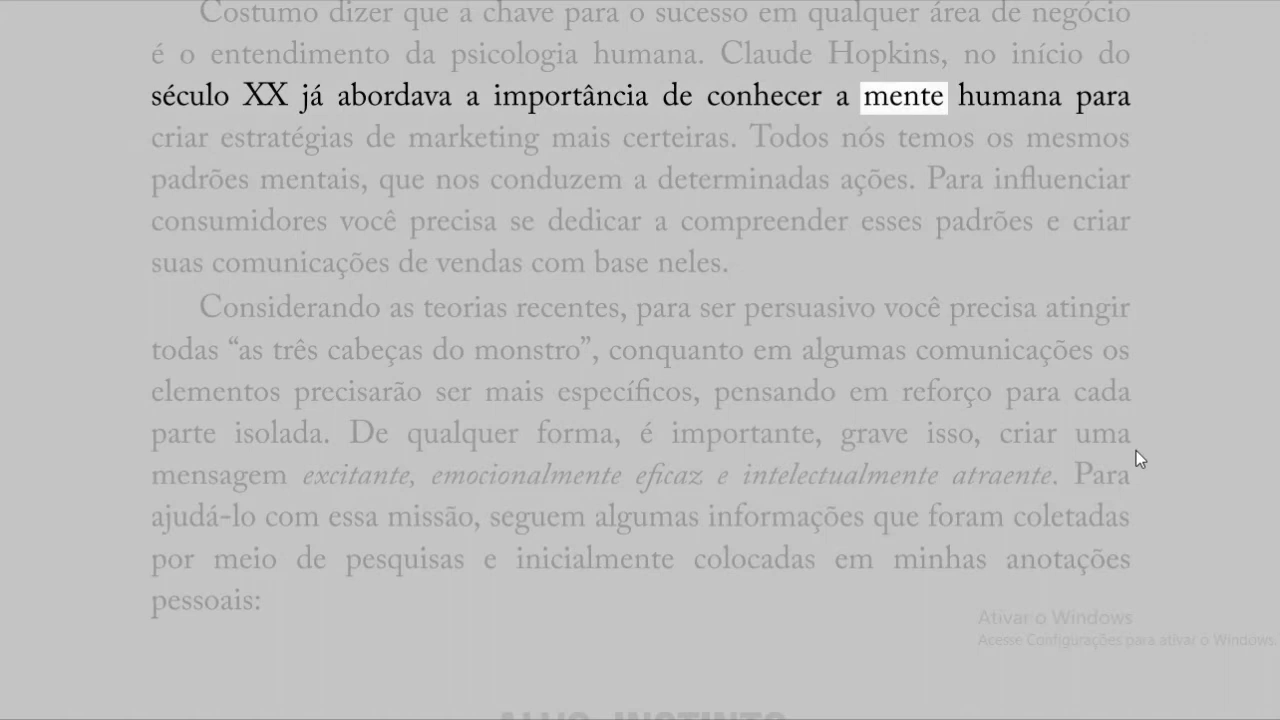 Costumo dizer que a chave para o sucesso em qualquer área de negócio
é o entendimento da psicologia humana. Claude Hopkins, no início do
século XX já abordava a importância de conhecer a mente humana para
criar estratégias de marketing mais certeiras. Todos nós temos os mesmos
padrões mentais, que nos conduzem a determinadas ações. Para influenciar
consumidores você precisa se dedicar a compreender esses padrões e criar
suas comunicações de vendas com base neles.
Considerando as teorias recentes, para ser persuasivo você precisa atingir
todas “as três cabeças do monstro”, conquanto em algumas comunicações os
elementos precisarão ser mais específicos, pensando em reforço para cada
parte isolada. De qualquer forma, é importante, grave isso, criar uma
mensagem excitante, emocionalmente eficaz e intelectualmente atraente. Para
ajudá-lo com essa missão, seguem algumas informações que foram coletadas
por meio de pesquisas e inicialmente colocadas em minhas anotações
pessoais:
Ativar o Windows
Acesse Configurações para ativar o Windows.